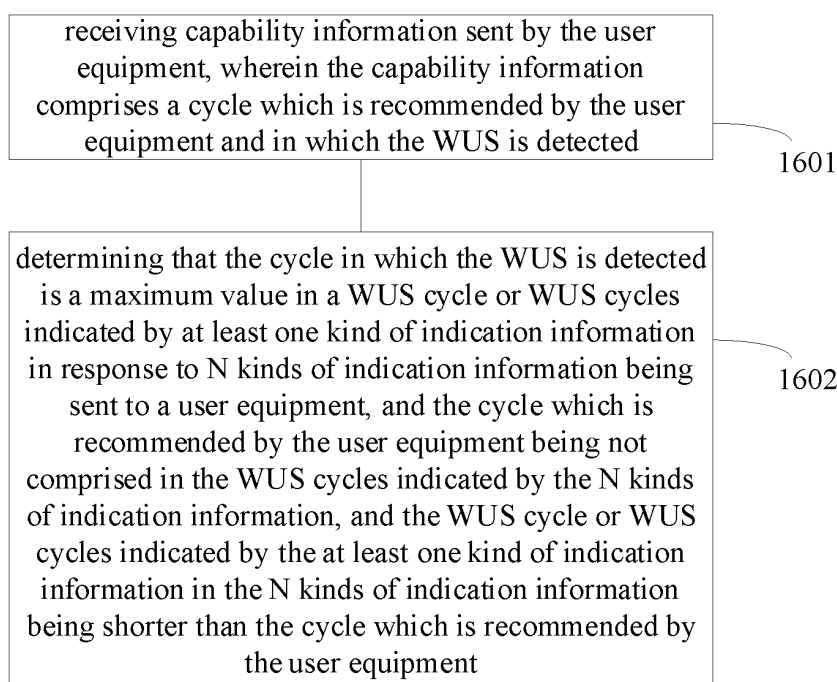 receiving capability information sent by the user
equipment, wherein the capability information
comprises a cycle which is recommended by the user
equipment and in which the WUS is detected
1601
determining that the cycle in which the WUS is detected
is a maximum value in a WUS cycle or WUS cycles
indicated by at least one kind of indication information
in response to N kinds of indication information being
sent to a user equipment, and the cycle which is
recommended by the user equipment being not
comprised in the WUS cycles indicated by the N kinds
of indication information, and the WUS cycle or WUS
cycles indicated by the at least one kind of indication
information in the N kinds of indication information
being shorter than the cycle which is recommended by
the user equipment
1602